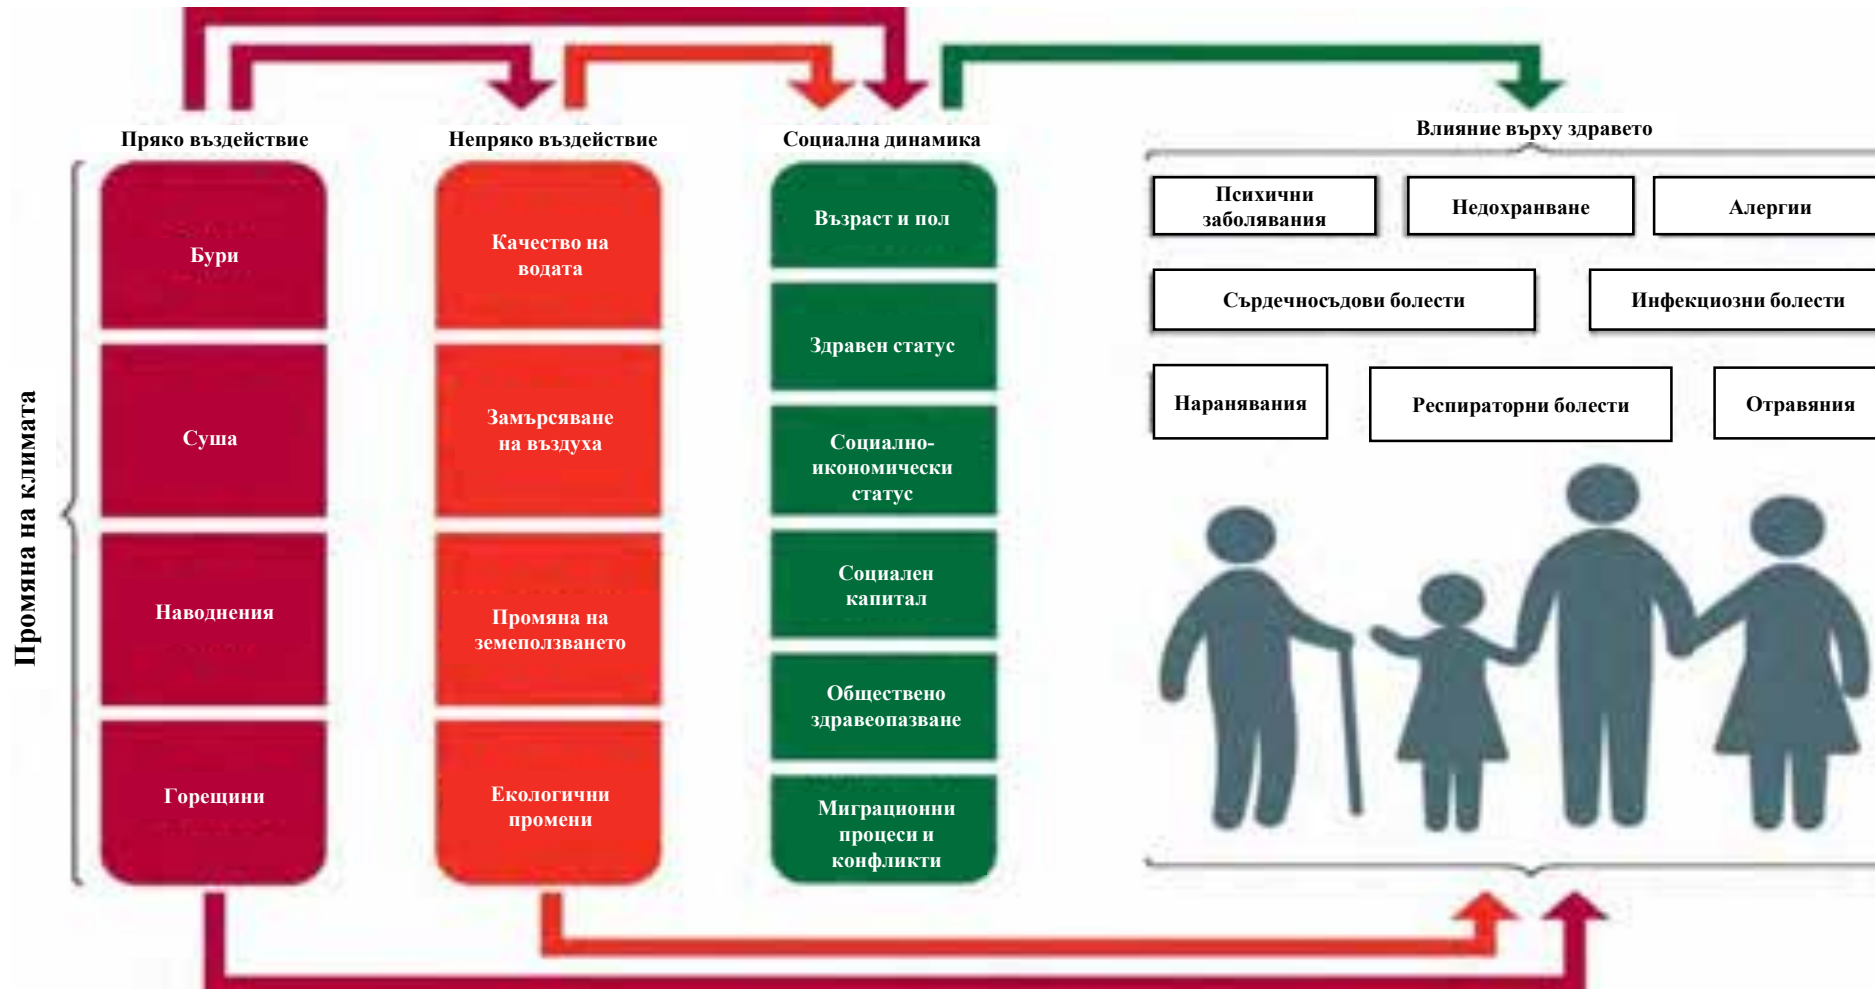 Промяна на климата
Пряко въздействие
Бури
Суша
Наводнения
Горещини
Непряко въздействие
Качество на
водата
Замърсяване
на въздуха
Промяна на
земеползването
Екологични
промени
Социална динамика
Възраст и пол
Здравен статус
Социално-
икономически
статус
Социален
капитал
Обществено
здравеопазване
Миграционни
процеси и
конфликти
Влияние върху здравето
Психични
заболявания
Недохранване
Алергии
Сърдечносъдови болести
Инфекциозни болести
Наранявания
Респираторни болести
Отравяния